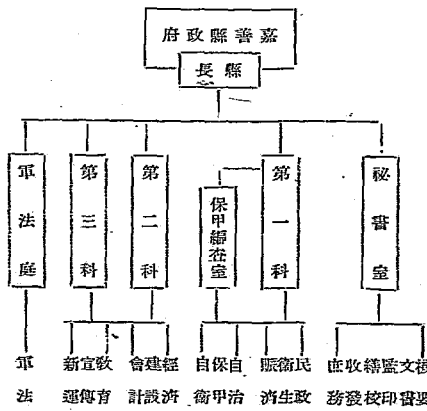 嘉善縣政府
縣長
祕書室
第一科
保甲編查室
第二科
第三科
軍法庭
機要
文書
監印
繕校
收發
庶務
民政
衛生
賑濟
自治
保甲
自衛
經濟
建設
會計
教育
宣傳
新運
軍法